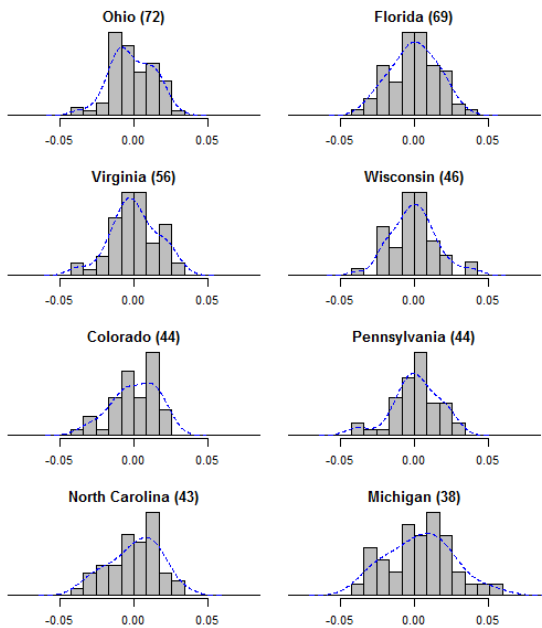 Ohio (72)
Florida (69)
-0.05 0.00 0.05
-0.05 0.00 0.05
Virginia (56)
Wisconsin (46)
-0.05 0.00 0.05
-0.05 0.00 0.05
Colorado (44)
Pennsylvania (44)
-0.05 0.00 0.05
-0.05 0.00 0.05
North Carolina (43)
Michigan (38)
-0.05 0.00 0.05
-0.05 0.00 0.05